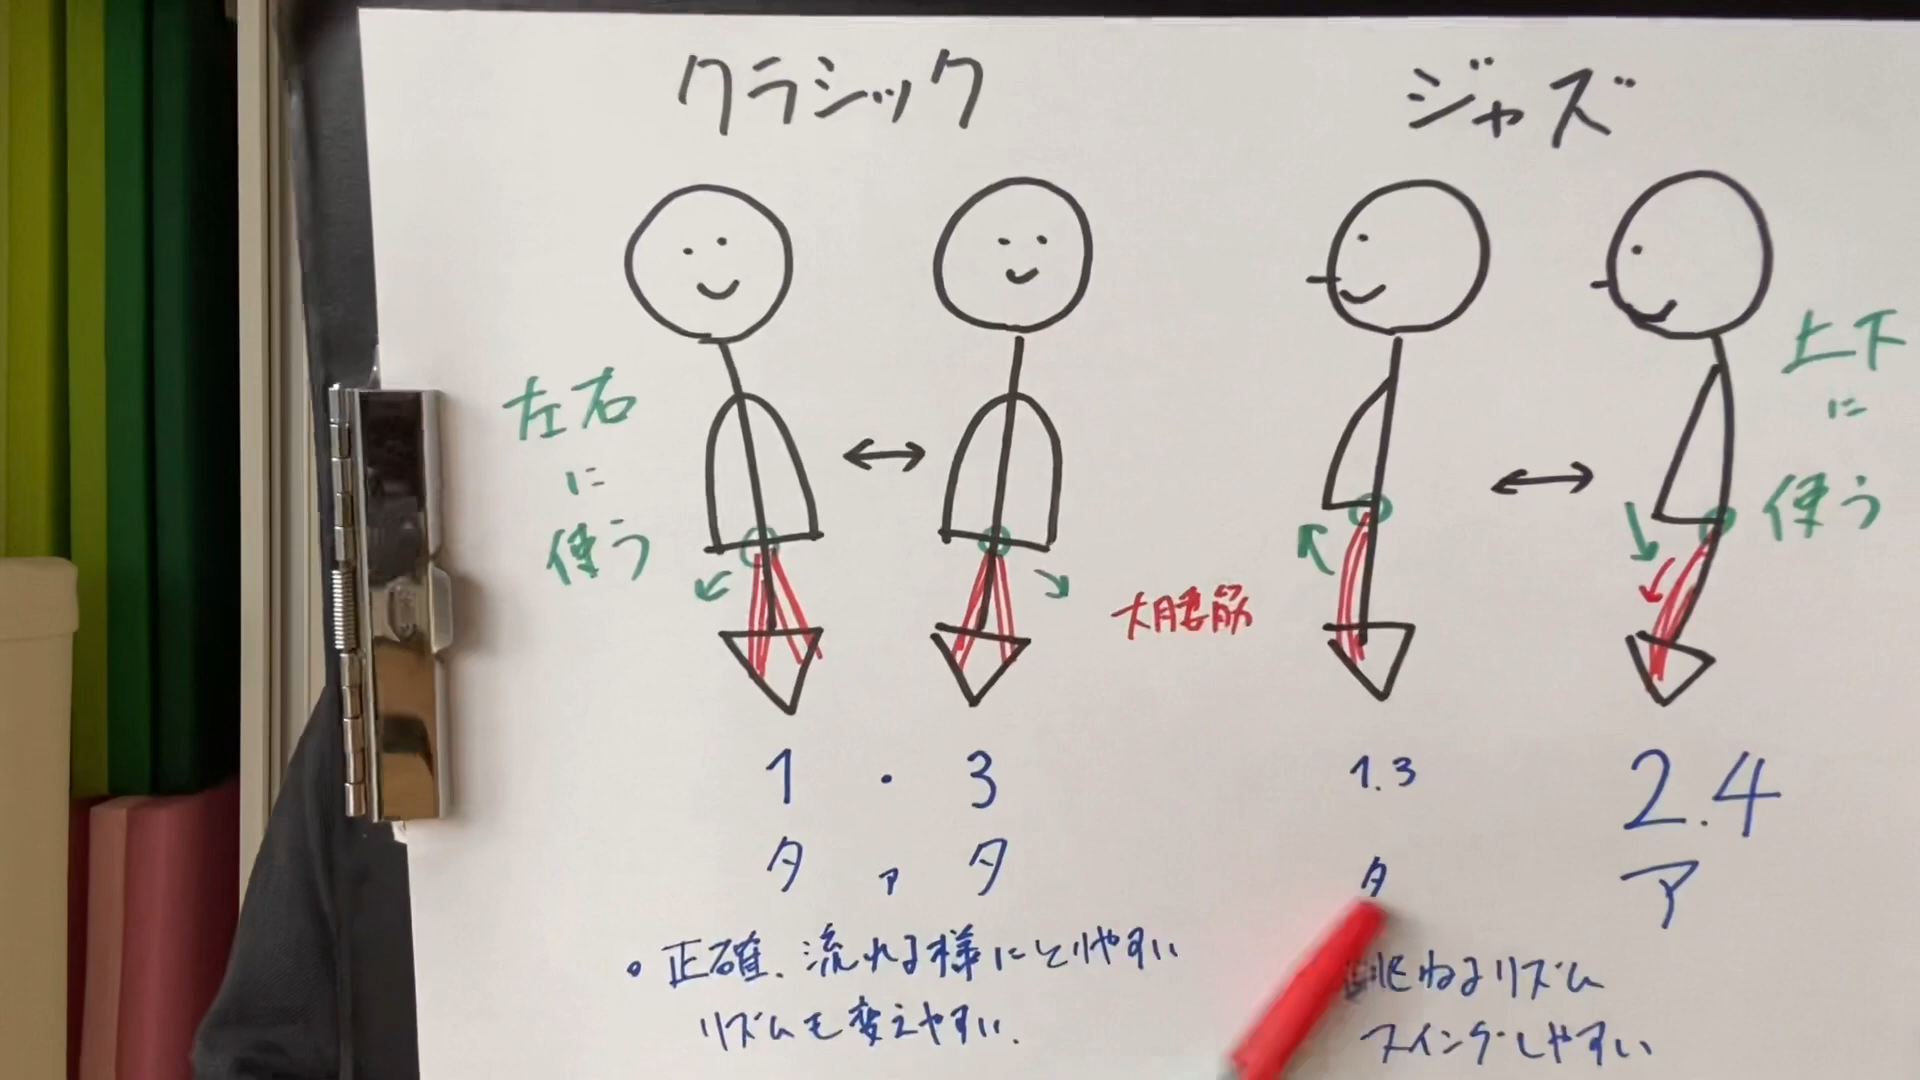 クラシック
左右
に
使う
1 ・ 3
タ ァ タ
• 正確、流れる様にとりやすい
リズムも変えやすい.
大腰筋
ジャズ
上下
に
使う
1.3
2.4
タ
ア
跳ねるリズム
スイングしやすい